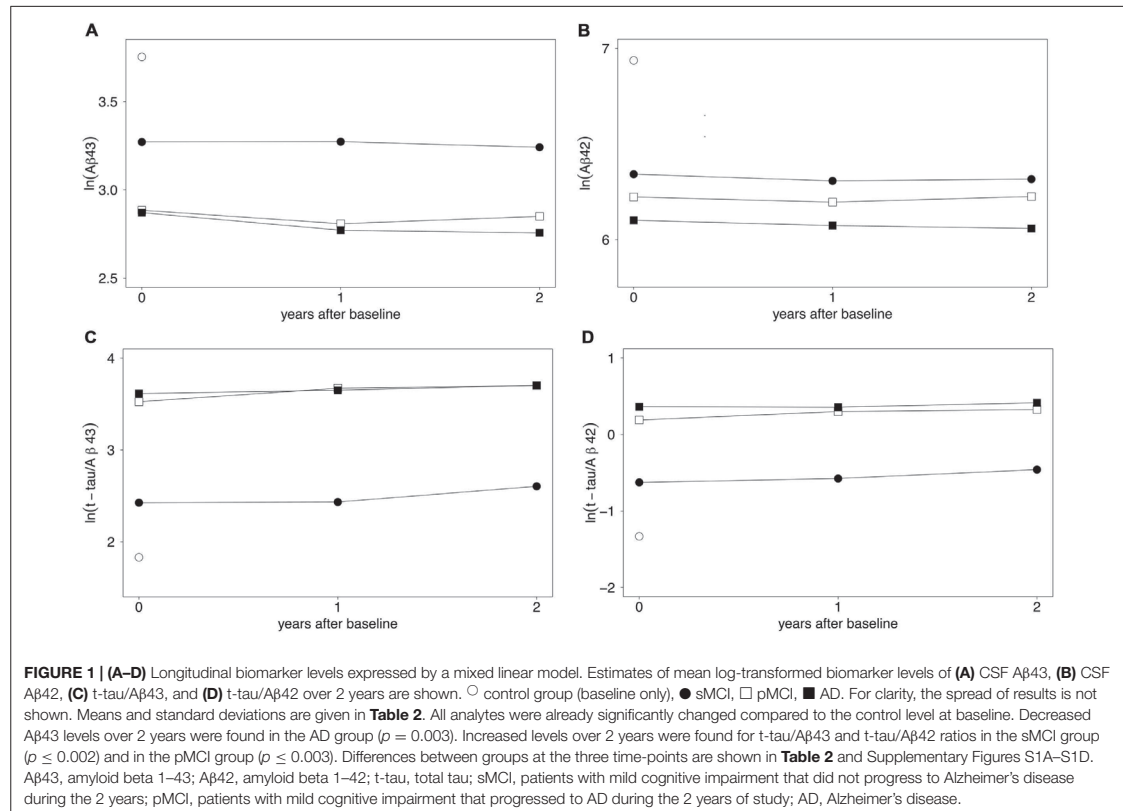 A
3.5
3.0
2.5
ln(Aβ43)
0
1
2
years after baseline
B
7
6
ln(Aβ42)
0
1
2
years after baseline
C
4
3
2
ln(t – tau/A β 43)
0
1
2
years after baseline
D
1
0
−1
−2
ln(t – tau/A β 42)
0
1
2
years after baseline
FIGURE 1 | (A–D) Longitudinal biomarker levels expressed by a mixed linear model. Estimates of mean log-transformed biomarker levels of (A) CSF Aβ43, (B) CSF
Aβ42, (C) t-tau/Aβ43, and (D) t-tau/Aβ42 over 2 years are shown. ○ control group (baseline only), ● sMCI, □ pMCI, ■ AD. For clarity, the spread of results is not
shown. Means and standard deviations are given in Table 2. All analytes were already significantly changed compared to the control level at baseline. Decreased
Aβ43 levels over 2 years were found in the AD group (p = 0.003). Increased levels over 2 years were found for t-tau/Aβ43 and t-tau/Aβ42 ratios in the sMCI group
(p ≤ 0.002) and in the pMCI group (p ≤ 0.003). Differences between groups at the three time-points are shown in Table 2 and Supplementary Figures S1A–S1D.
Aβ43, amyloid beta 1–43; Aβ42, amyloid beta 1–42; t-tau, total tau; sMCI, patients with mild cognitive impairment that did not progress to Alzheimer's disease
during the 2 years; pMCI, patients with mild cognitive impairment that progressed to AD during the 2 years of study; AD, Alzheimer's disease.